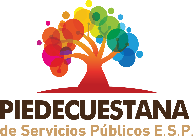 PIEDECUESTANA
de Servicios Públicos E.S.P